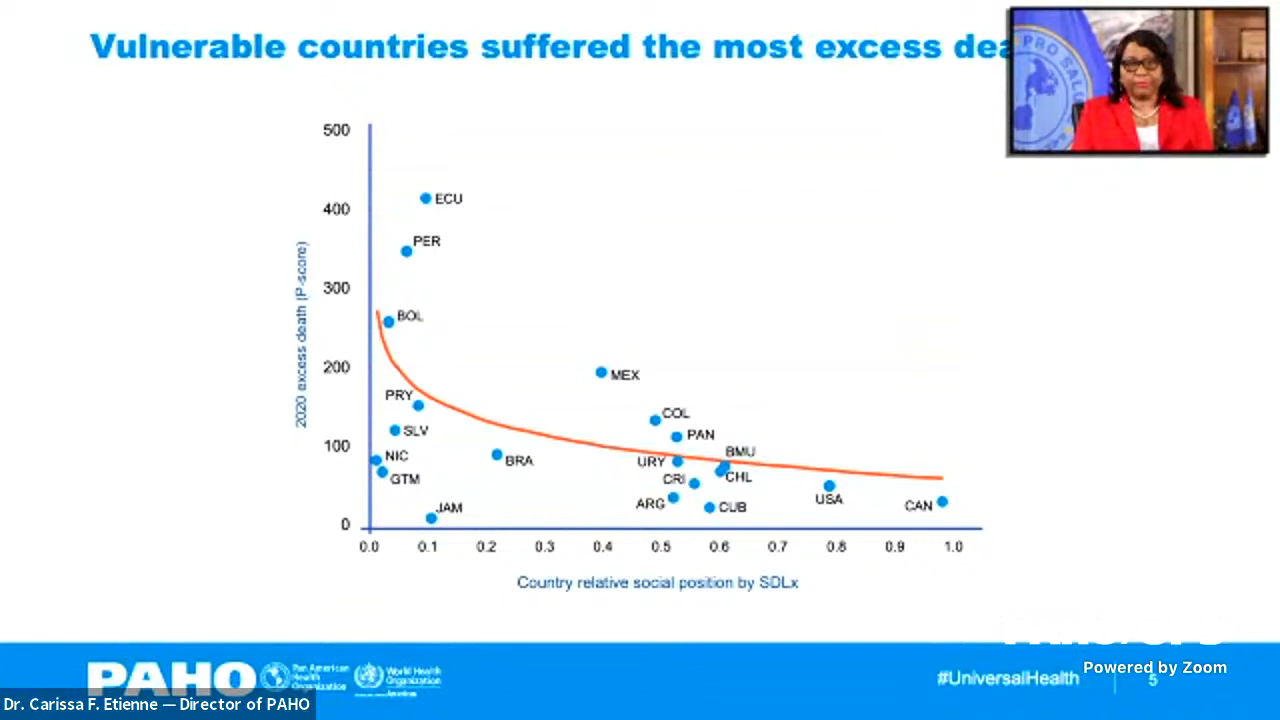 Vulnerable countries suffered the most excess
PRO SALU
500
400
300
200
100
0
2020 excess death (P-score)
ECU
PER
BOL
MEX
PRY
COL
SLV
PAN
NIC
BRA
URY
BMU
GTM
CRI
CHL
JAM
ARG
CUB
USA
CAN
0.0 0.1 0.2 0.3 0.4 0.5 0.6 0.7 0.8 0.9 1.0
Country relative social position by SDLx
PAHO
Pan American
Health
Organization
World Health
Organization
Americas
#UniversalHealth
Powered by Zoom
5
Dr. Carissa F. Etienne — Director of PAHO